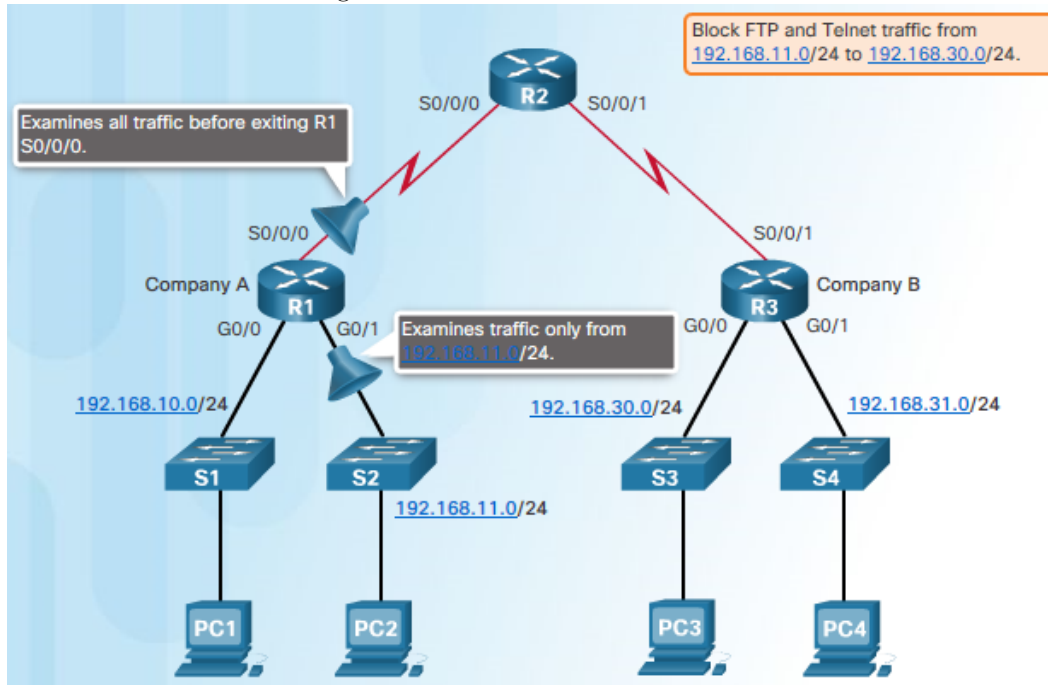 Block FTP and Telnet traffic from
192.168.11.0/24 to 192.168.30.0/24.
R2
S0/0/0
S0/0/1
Examines all traffic before exiting R1
S0/0/0.
S0/0/0
S0/0/1
Company A
R1
R3
Company B
G0/0
G0/1
Examines traffic only from
192.168.11.0/24.
G0/0
G0/1
192.168.10.0/24
192.168.30.0/24
192.168.31.0/24
S1
S2
S3
S4
192.168.11.0/24
PC1
PC2
PC3
PC4